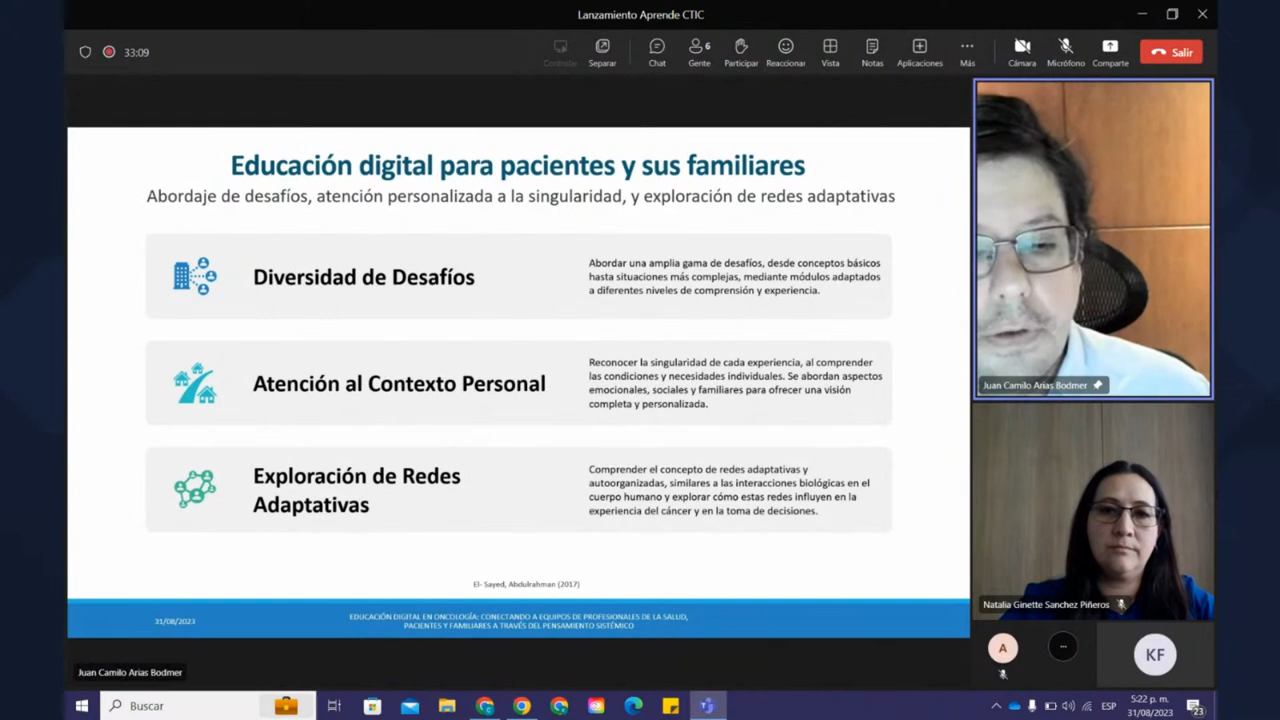 Lanzamiento Aprende CTIC
33:09
Controlar
Separar
Chat
6
Gente
Participar
Reaccionar
Vista
Notas
Aplicaciones
Más
Cámara
Micrófono
Comparte
Salir
Educación digital para pacientes y sus familiares
Abordaje de desafíos, atención personalizada a la singularidad, y exploración de redes adaptativas
Diversidad de Desafíos
Abordar una amplia gama de desafíos, desde conceptos básicos
hasta situaciones más complejas, mediante módulos adaptados
a diferentes niveles de comprensión y experiencia.
Atención al Contexto Personal
Reconocer la singularidad de cada experiencia, al comprender
las condiciones y necesidades individuales. Se abordan aspectos
emocionales, sociales y familiares para ofrecer una visión
completa y personalizada.
Exploración de Redes
Adaptativas
Comprender el concepto de redes adaptativas y
autoorganizadas, similares a las interacciones biológicas en el
cuerpo humano y explorar cómo estas redes influyen en la
experiencia del cáncer y en la toma de decisiones.
El- Sayed, Abdulrahman (2017)
31/08/2023
EDUCACIÓN DIGITAL EN ONCOLOGÍA: CONECTANDO A EQUIPOS DE PROFESIONALES DE LA SALUD,
PACIENTES Y FAMILIARES A TRAVÉS DEL PENSAMIENTO SISTÉMICO
Juan Camilo Arias Bodmer
Juan Camilo Arias Bodmer
Natalia Ginette Sanchez Piñeros
A
KF
Buscar
ESP
5:22 p. m.
31/08/2023
23